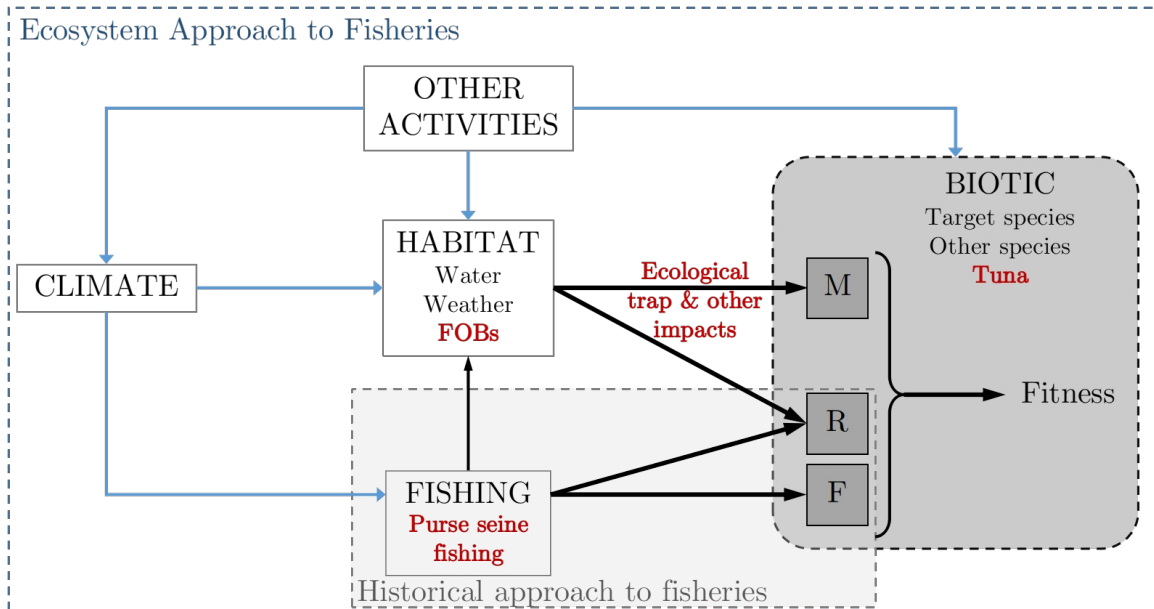 Ecosystem Approach to Fisheries
OTHER
ACTIVITIES
BIOTIC
Target species
Other species
Tuna
HABITAT
Water
Weather
FOBs
CLIMATE
Ecological
trap & other
impacts
M
R
F
Fitness
FISHING
Purse seine
fishing
Historical approach to fisheries